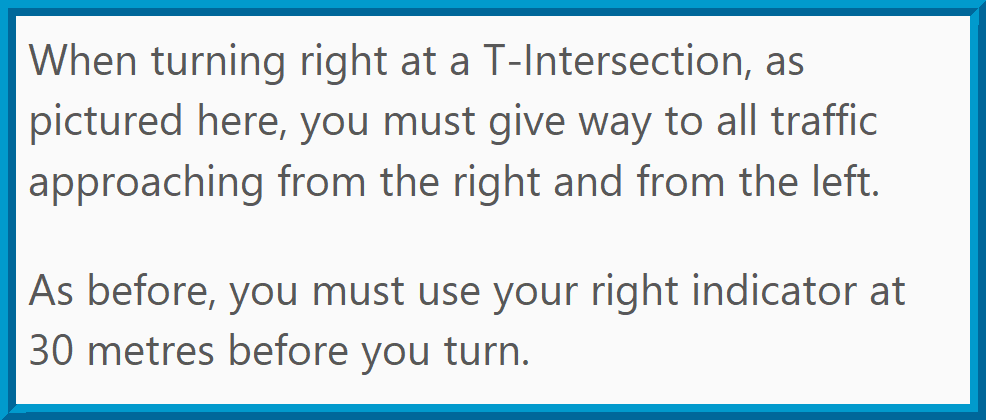 When turning right at a T-Intersection, as
pictured here, you must give way to all traffic
approaching from the right and from the left.
As before, you must use your right indicator at
30 metres before you turn.